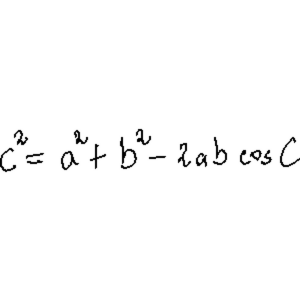 c² = a² + b² - 2ab cos C